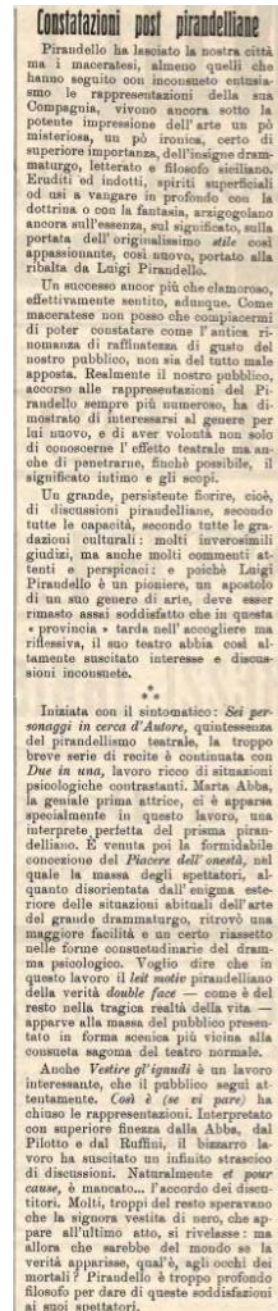 Constatazioni post pirandelliane
Pirandello ha lasciato la nostra città
ma i maceratesi, almeno quelli che
hanno seguito con inconsueto entusia-
smo le rappresentazioni della sua
Compagnia, vivono ancora sotto la
potente impressione dell'arte un pò
misteriosa, un pò ironica, certo di
superiore importanza, dell'insigne dram-
maturgo, letterato e filosofo siciliano.
Eruditi ed indotti, spiriti superficiali
od usi a vangare in profondo con la
dottrina o con la fantasia, arzigogolano
ancora sull'essenza, sul significato, sulla
portata dell'originalissimo stile così
appassionante, così nuovo, portato alla
ribalta da Luigi Pirandello.
Un successo ancor più che clamoroso,
effettivamente sentito, adunque. Come
maceratese non posso che compiacermi
di poter constatare come l'antica ri-
nomanza di raffinatezza di gusto del
nostro pubblico, non sia del tutto male
apposta. Realmente il nostro pubblico,
accorso alle rappresentazioni del Pi-
randello sempre più numeroso, ha di-
mostrato di interessarsi al genere per
lui nuovo, e di aver volontà non solo
di conoscerne l'effetto teatrale ma an-
che di penetrarne, finchè possibile, il
significato intimo e gli scopi.
Un grande, persistente fiorire, cioè,
di discussioni pirandelliane, secondo
tutte le capacità, secondo tutte le gra-
dazioni culturali: molti inverosimili
giudizi, ma anche molti commenti at-
tenti e perspicaci: e poichè Luigi
Pirandello è un pioniere, un apostolo
di un suo genere di arte, deve esser
rimasto assai soddisfatto che in questa
« provincia » tarda nell'accogliere ma
riflessiva, il suo teatro abbia così al-
tamente suscitato interesse e discus-
sioni inconsuete.
***
Iniziata con il sintomatico: Sei per-
sonaggi in cerca d'Autore, quintessenza
del pirandellismo teatrale, la troppo
breve serie di recite è continuata con
Due in una, lavoro ricco di situazioni
psicologiche contrastanti. Marta Abba,
la geniale prima attrice, ci è apparsa
specialmente in questo lavoro, una
interprete perfetta del prisma piran-
delliano. È venuta poi la formidabile
concezione del Piacere dell'onestà, nel
quale la massa degli spettatori, al-
quanto disorientata dall'enigma este-
riore delle situazioni abituali dell'arte
del grande drammaturgo, ritrovò una
maggiore facilità e un certo riassetto
nelle forme consuetudinarie del dram-
ma psicologico. Voglio dire che in
questo lavoro il leit motiv pirandelliano
della verità double face — come è del
resto nella tragica realtà della vita —
apparve alla massa del pubblico presen-
tato in forma scenica più vicina alla
consueta sagoma del teatro normale.
Anche Vestire gl'ignudi è un lavoro
interessante, che il pubblico seguì at-
tentamente. Così è (se vi pare) ha
chiuso le rappresentazioni. Interpretato
con superiore finezza dalla Abba, dal
Pilotto e dal Ruffini, il bizzarro la-
voro ha suscitato un infinito strascico
di discussioni. Naturalmente et pour
cause, è mancato... l'accordo dei discu-
titori. Molti, troppi del resto speravano
che la signora vestita di nero, che ap-
pare all'ultimo atto, si rivelasse: ma
allora che sarebbe del mondo se la
verità apparisse, qual'è, agli occhi dei
mortali? Pirandello è troppo profondo
filosofo per dare di queste soddisfazioni
ai suoi spettatori.